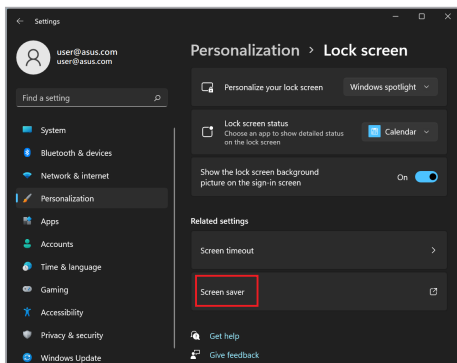 Settings
user@asus.com
user@asus.com
Find a setting
System
Bluetooth & devices
Network & internet
Personalization
Apps
Accounts
Time & language
Gaming
Accessibility
Privacy & security
Windows Update
Personalization > Lock screen
Personalize your lock screen
Windows spotlight
Lock screen status
Choose an app to show detailed status
on the lock screen
Calendar
Show the lock screen background
picture on the sign-in screen
On
Related settings
Screen timeout
Screen saver
Get help
Give feedback